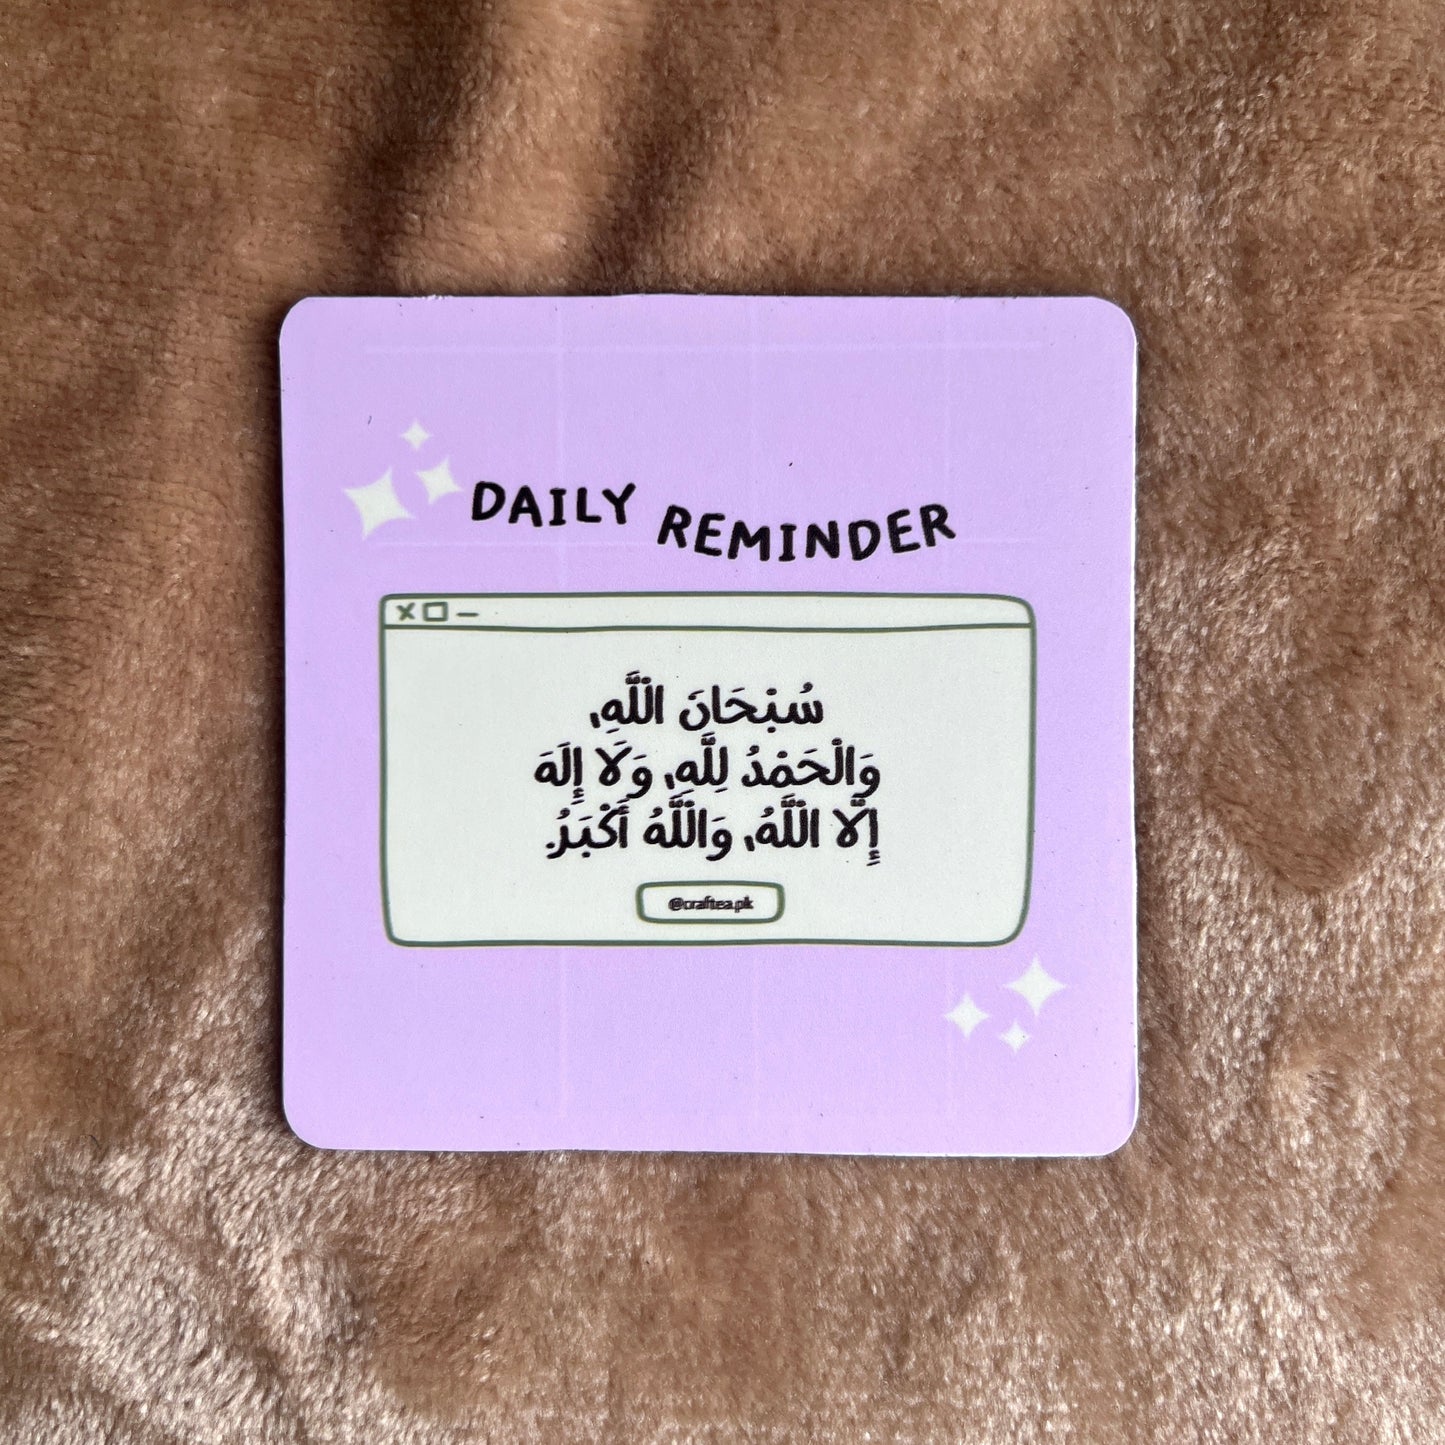 DAILY REMINDER
سُبْحَانَ اللَّهِ،
وَالْحَمْدُ لِلَّهِ، وَلَا إِلَهَ
إِلَّا اللَّهُ، وَاللَّهُ أَكْبَرُ.
@craftea.pk